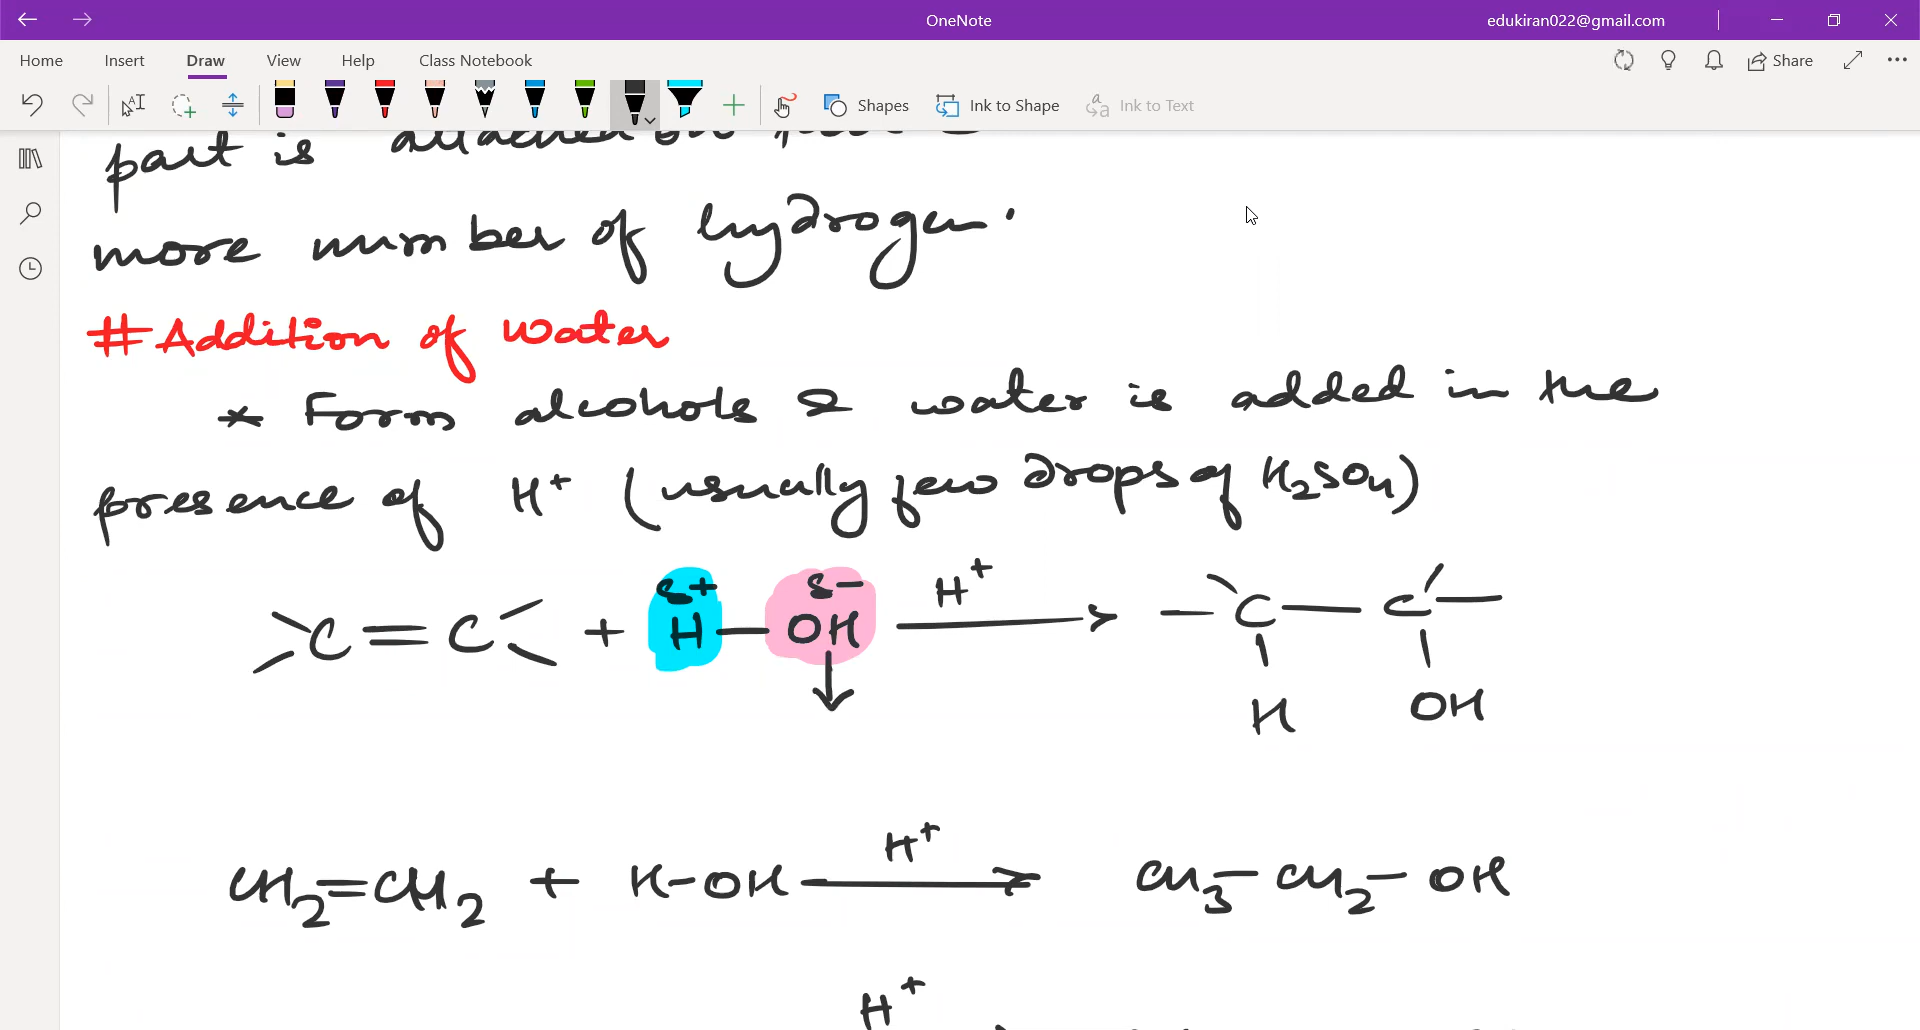 OneNote
edukiran022@gmail.com
Home Insert Draw View Help Class Notebook Share
Shapes Ink to Shape Ink to Text
part is attached
more number of hydrogen.
# Addition of water
* Form alcohols & water is added in the
presence of H⁺ (usually few drops of H₂SO₄)
>C=C< + H-OH H⁺ → -C-C-
δ+ δ-
H OH
CH₂=CH₂ + H-OH H⁺ → CH₃-CH₂-OH
H⁺